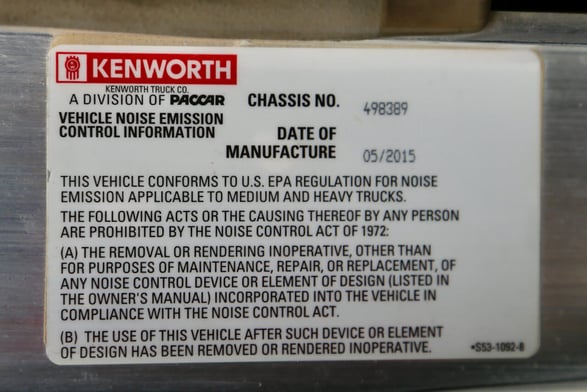 KENWORTH
KENWORTH TRUCK CO.
A DIVISION OF PACCAR
CHASSIS NO. 498389
VEHICLE NOISE EMISSION
CONTROL INFORMATION
DATE OF
MANUFACTURE 05/2015
THIS VEHICLE CONFORMS TO U.S. EPA REGULATION FOR NOISE
EMISSION APPLICABLE TO MEDIUM AND HEAVY TRUCKS.
THE FOLLOWING ACTS OR THE CAUSING THEREOF BY ANY PERSON
ARE PROHIBITED BY THE NOISE CONTROL ACT OF 1972:
(A) THE REMOVAL OR RENDERING INOPERATIVE, OTHER THAN
FOR PURPOSES OF MAINTENANCE, REPAIR, OR REPLACEMENT, OF
ANY NOISE CONTROL DEVICE OR ELEMENT OF DESIGN (LISTED IN
THE OWNER'S MANUAL) INCORPORATED INTO THE VEHICLE IN
COMPLIANCE WITH THE NOISE CONTROL ACT.
(B) THE USE OF THIS VEHICLE AFTER SUCH DEVICE OR ELEMENT
OF DESIGN HAS BEEN REMOVED OR RENDERED INOPERATIVE.
•S53-1092-8